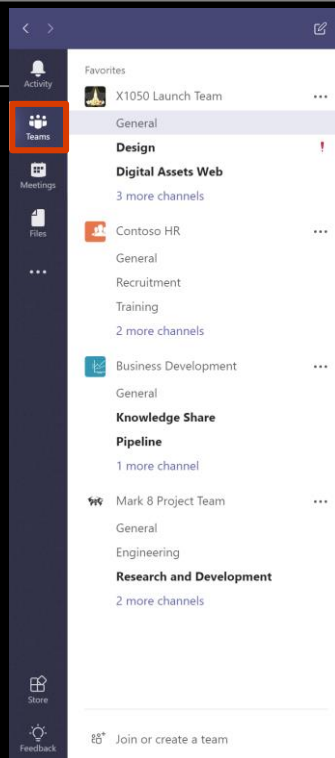 Activity
Teams
Meetings
Files
Favorites
X1050 Launch Team
General
Design
Digital Assets Web
3 more channels
Contoso HR
General
Recruitment
Training
2 more channels
Business Development
General
Knowledge Share
Pipeline
1 more channel
Mark 8 Project Team
General
Engineering
Research and Development
2 more channels
Store
Feedback
Join or create a team